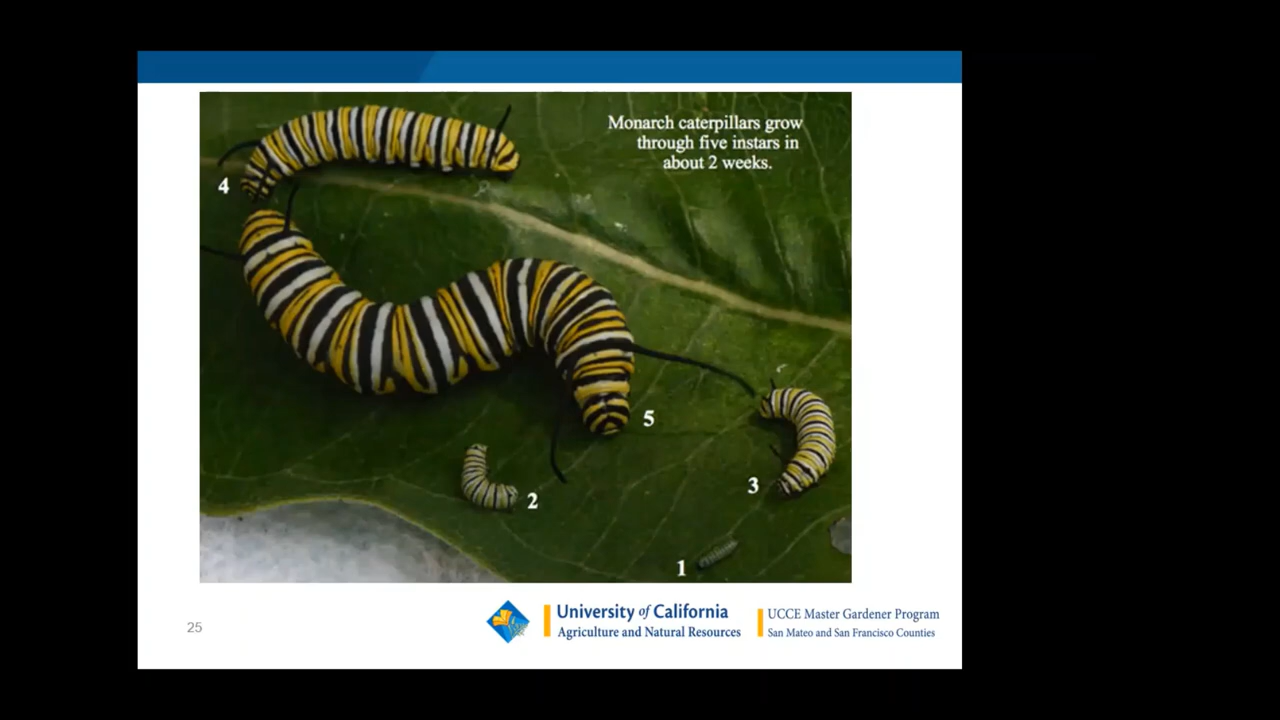 Monarch caterpillars grow
through five instars in
about 2 weeks.
4
5
3
2
1
25
University of California
Agriculture and Natural Resources
UCCE Master Gardener Program
San Mateo and San Francisco Counties